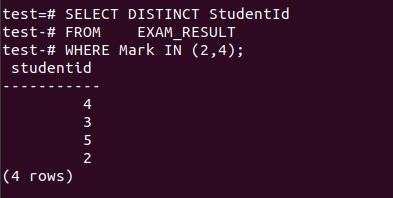 test=# SELECT DISTINCT StudentId
test-# FROM    EXAM_RESULT
test-# WHERE Mark IN (2,4);
 studentid
-----------
         4
         3
         5
         2
(4 rows)